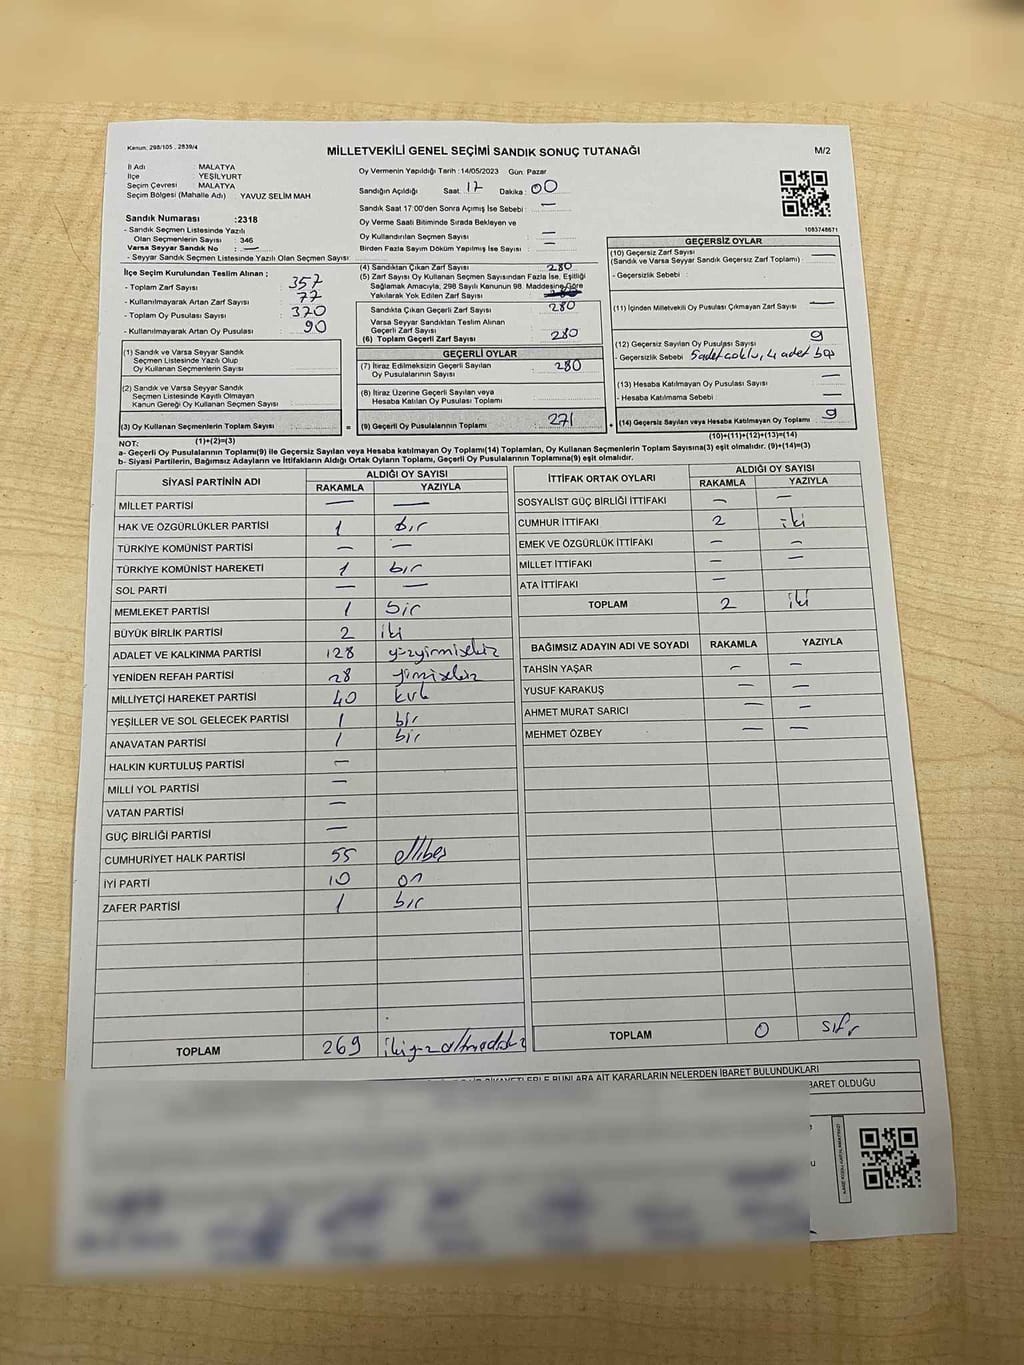 Kanun: 298/105 , 2839/4
MİLLETVEKİLİ GENEL SEÇİMİ SANDIK SONUÇ TUTANAĞI
M/2
İl Adı : MALATYA
İlçe : YEŞİLYURT
Seçim Çevresi : MALATYA
Seçim Bölgesi (Mahalle Adı) : YAVUZ SELİM MAH
Sandık Numarası :2318
- Sandık Seçmen Listesinde Yazılı
Olan Seçmenlerin Sayısı : 346
Varsa Seyyar Sandık No : —
- Seyyar Sandık Seçmen Listesinde Yazılı Olan Seçmen Sayısı:
Oy Vermenin Yapıldığı Tarih :14/05/2023 Gün: Pazar
Sandığın Açıldığı Saat: 17 Dakika : 00
Sandık Saat 17:00'den Sonra Açılmış İse Sebebi : —
Oy Verme Saati Bitiminde Sırada Bekleyen ve
Oy Kullandırılan Seçmen Sayısı : —
Birden Fazla Sayım Döküm Yapılmış İse Sayısı : —
1083748671
İlçe Seçim Kurulundan Teslim Alınan ;
- Toplam Zarf Sayısı : 357
- Kullanılmayarak Artan Zarf Sayısı : 77
- Toplam Oy Pusulası Sayısı : 370
- Kullanılmayarak Artan Oy Pusulası : 90
(1) Sandık ve Varsa Seyyar Sandık
Seçmen Listesinde Yazılı Olup
Oy Kullanan Seçmen Sayısı :
(2) Sandık ve Varsa Seyyar Sandık
Seçmen Listesinde Kayıtlı Olmayan
Kanun Gereği Oy Kullanan Seçmen Sayısı :
(3) Oy Kullanan Seçmenlerin Toplam Sayısı :
(4) Sandıktan Çıkan Zarf Sayısı : 280
(5) Zarf Sayısı Oy Kullanan Seçmen Sayısından Fazla İse, Eşitliği
Sağlamak Amacıyla, 298 Sayılı Kanunun 98. Maddesine Göre
Yakılarak Yok Edilen Zarf Sayısı :
Sandıkta Çıkan Geçerli Zarf Sayısı : 280
Varsa Seyyar Sandıktan Teslim Alınan
Geçerli Zarf Sayısı :
(6) Toplam Geçerli Zarf Sayısı : 280
GEÇERLİ OYLAR
(7) İtiraz Edilmeksizin Geçerli Sayılan
Oy Pusulalarının Sayısı : 280
(8) İtiraz Üzerine Geçerli Sayılan veya
Hesaba Katılan Oy Pusulası Toplamı :
= (9) Geçerli Oy Pusulalarının Toplamı : 271
GEÇERSİZ OYLAR
(10) Geçersiz Zarf Sayısı
(Sandık ve Varsa Seyyar Sandık Geçersiz Zarf Toplamı) : —
- Geçersizlik Sebebi :
(11) İçinden Milletvekili Oy Pusulası Çıkmayan Zarf Sayısı : —
(12) Geçersiz Sayılan Oy Pusulası Sayısı : 9
- Geçersizlik Sebebi : 5 adet çoklu, 4 adet boş
(13) Hesaba Katılmayan Oy Pusulası Sayısı : —
- Hesaba Katılmama Sebebi : —
+ (14) Geçersiz Sayılan veya Hesaba Katılmayan Oy Toplamı : 9
NOT: (1)+(2)=(3) (10)+(11)+(12)+(13)=(14)
a- Geçerli Oy Pusulalarının Toplamı(9) ile Geçersiz Sayılan veya Hesaba katılmayan Oy Toplamı(14) Toplamları, Oy Kullanan Seçmenlerin Toplam Sayısına(3) eşit olmalıdır. (9)+(14)=(3)
b- Siyasi Partilerin, Bağımsız Adayların ve İttifakların Aldığı Ortak Oyların Toplamı, Geçerli Oy Pusulalarının Toplamına(9) eşit olmalıdır.
SİYASİ PARTİNİN ADI ALDIĞI OY SAYISI
RAKAMLA YAZIYLA
MİLLET PARTİSİ — —
HAK VE ÖZGÜRLÜKLER PARTİSİ 1 bir
TÜRKİYE KOMÜNİST PARTİSİ — —
TÜRKİYE KOMÜNİST HAREKETİ 1 bir
SOL PARTİ — —
MEMLEKET PARTİSİ 1 bir
BÜYÜK BİRLİK PARTİSİ 2 iki
ADALET VE KALKINMA PARTİSİ 128 yüzyirmisekiz
YENİDEN REFAH PARTİSİ 28 yirmisekiz
MİLLİYETÇİ HAREKET PARTİSİ 40 kırk
YEŞİLLER VE SOL GELECEK PARTİSİ 1 bir
ANAVATAN PARTİSİ 1 bir
HALKIN KURTULUŞ PARTİSİ —
MİLLİ YOL PARTİSİ —
VATAN PARTİSİ —
GÜÇ BİRLİĞİ PARTİSİ —
CUMHURİYET HALK PARTİSİ 55 ellibeş
İYİ PARTİ 10 on
ZAFER PARTİSİ 1 bir
TOPLAM 269 ikiyüzaltmışdokuz
İTTİFAK ORTAK OYLARI ALDIĞI OY SAYISI
RAKAMLA YAZIYLA
SOSYALİST GÜÇ BİRLİĞİ İTTİFAKI — —
CUMHUR İTTİFAKI 2 iki
EMEK VE ÖZGÜRLÜK İTTİFAKI — —
MİLLET İTTİFAKI — —
ATA İTTİFAKI —
TOPLAM 2 iki
BAĞIMSIZ ADAYIN ADI VE SOYADI RAKAMLA YAZIYLA
TAHSİN YAŞAR — —
YUSUF KARAKUŞ — —
AHMET MURAT SARICI — —
MEHMET ÖZBEY — —
TOPLAM 0 sıfır
BUNLARA AİT KARARLARIN NELERDEN İBARET BULUNDUKLARI
BARET OLDUĞU